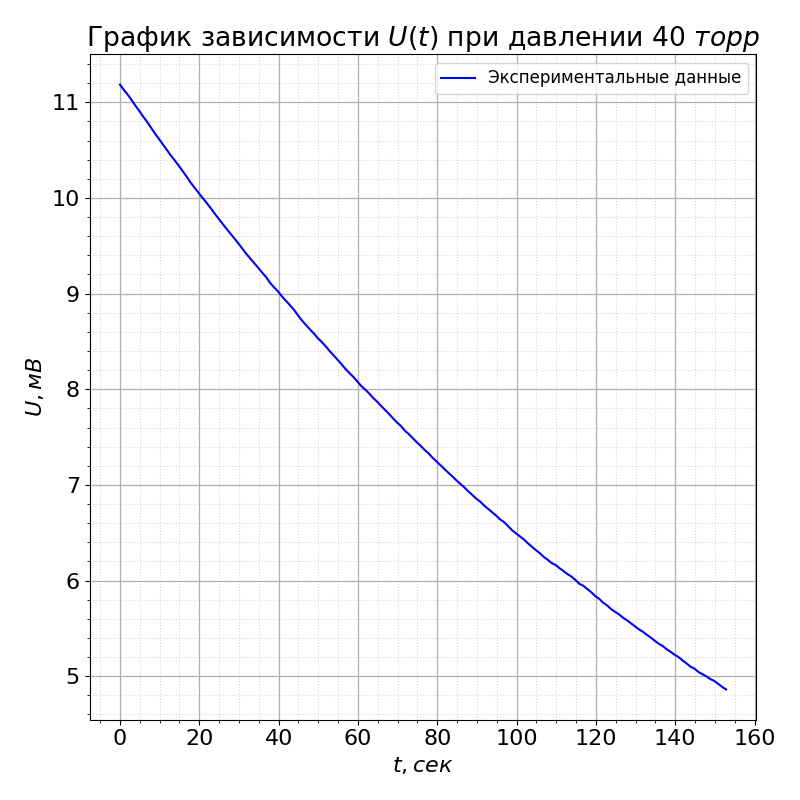 График зависимости U(t) при давлении 40 торр
Экспериментальные данные
11
10
9
8
7
6
5
U, мВ
0 20 40 60 80 100 120 140 160
t, сек